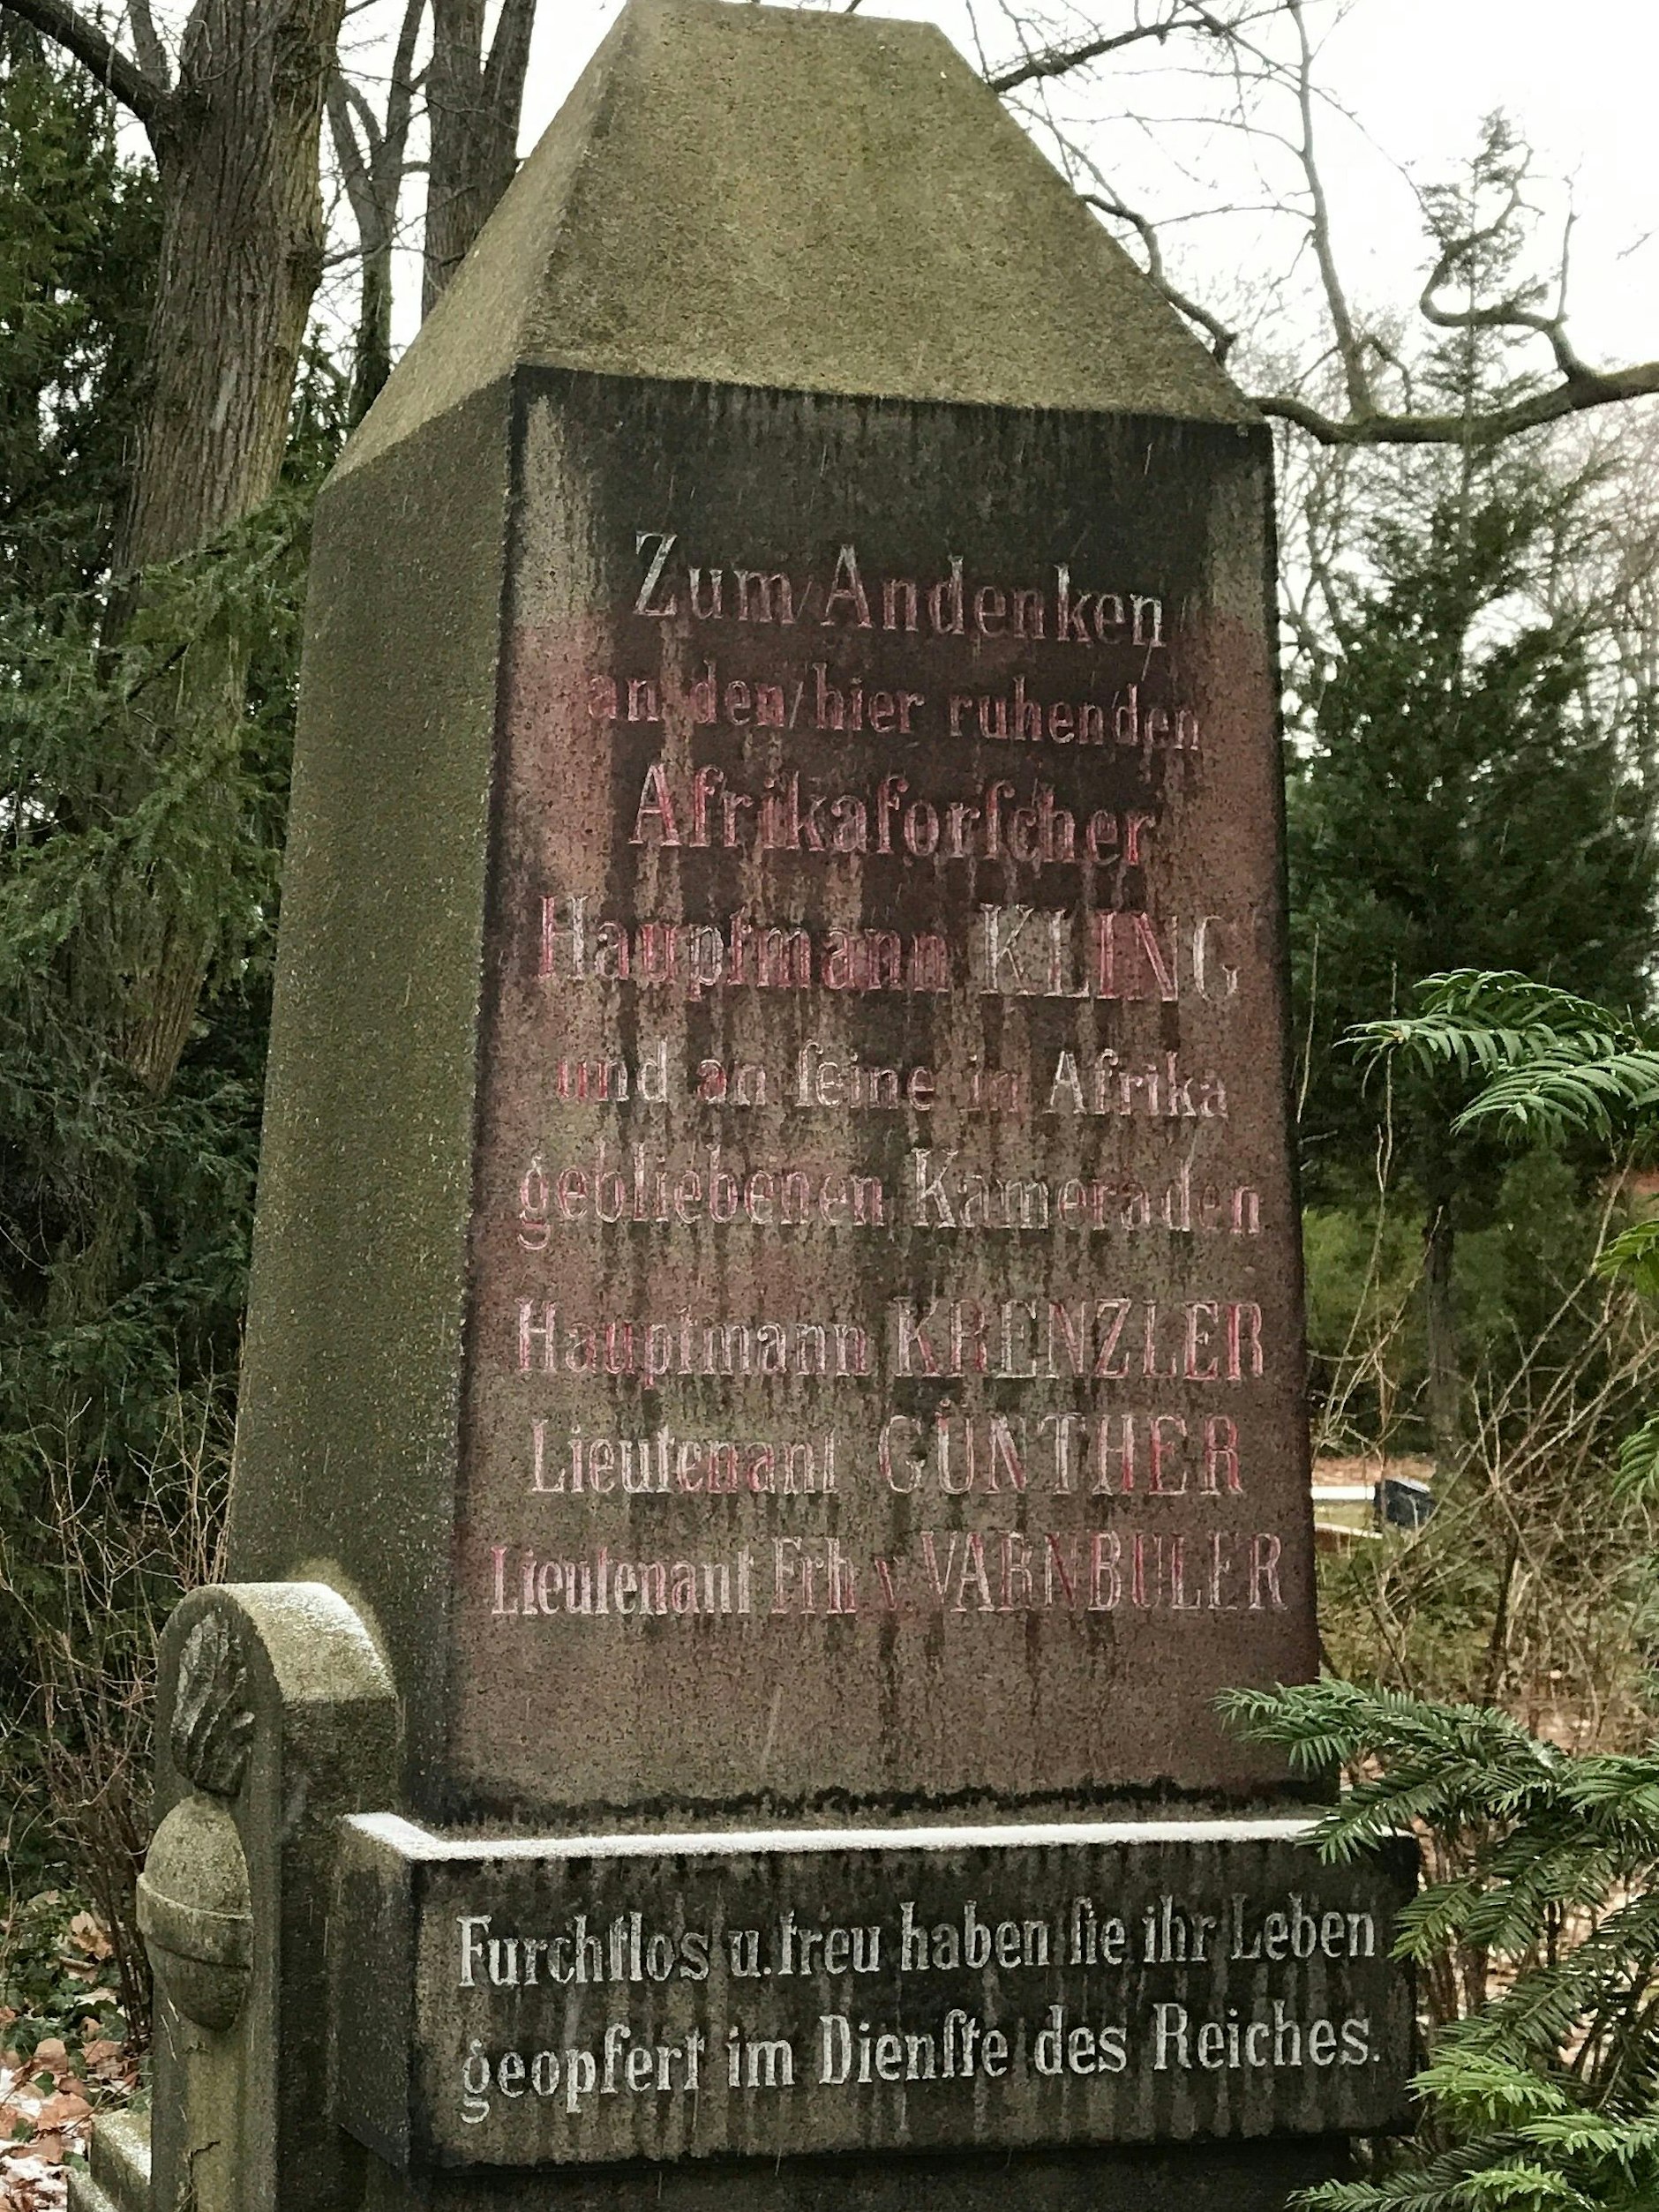 Zum Andenken
an den hier ruhenden
Afrikaforſcher
Hauptmann KLING
und an ſeine in Afrika
gebliebenen Kameraden
Hauptmann KRENZLER
Lieutenant GÜNTHER
Lieutenant Frh v. VARNBULER
Furchtlos u. treu haben ſie ihr Leben
geopfert im Dienſte des Reiches.